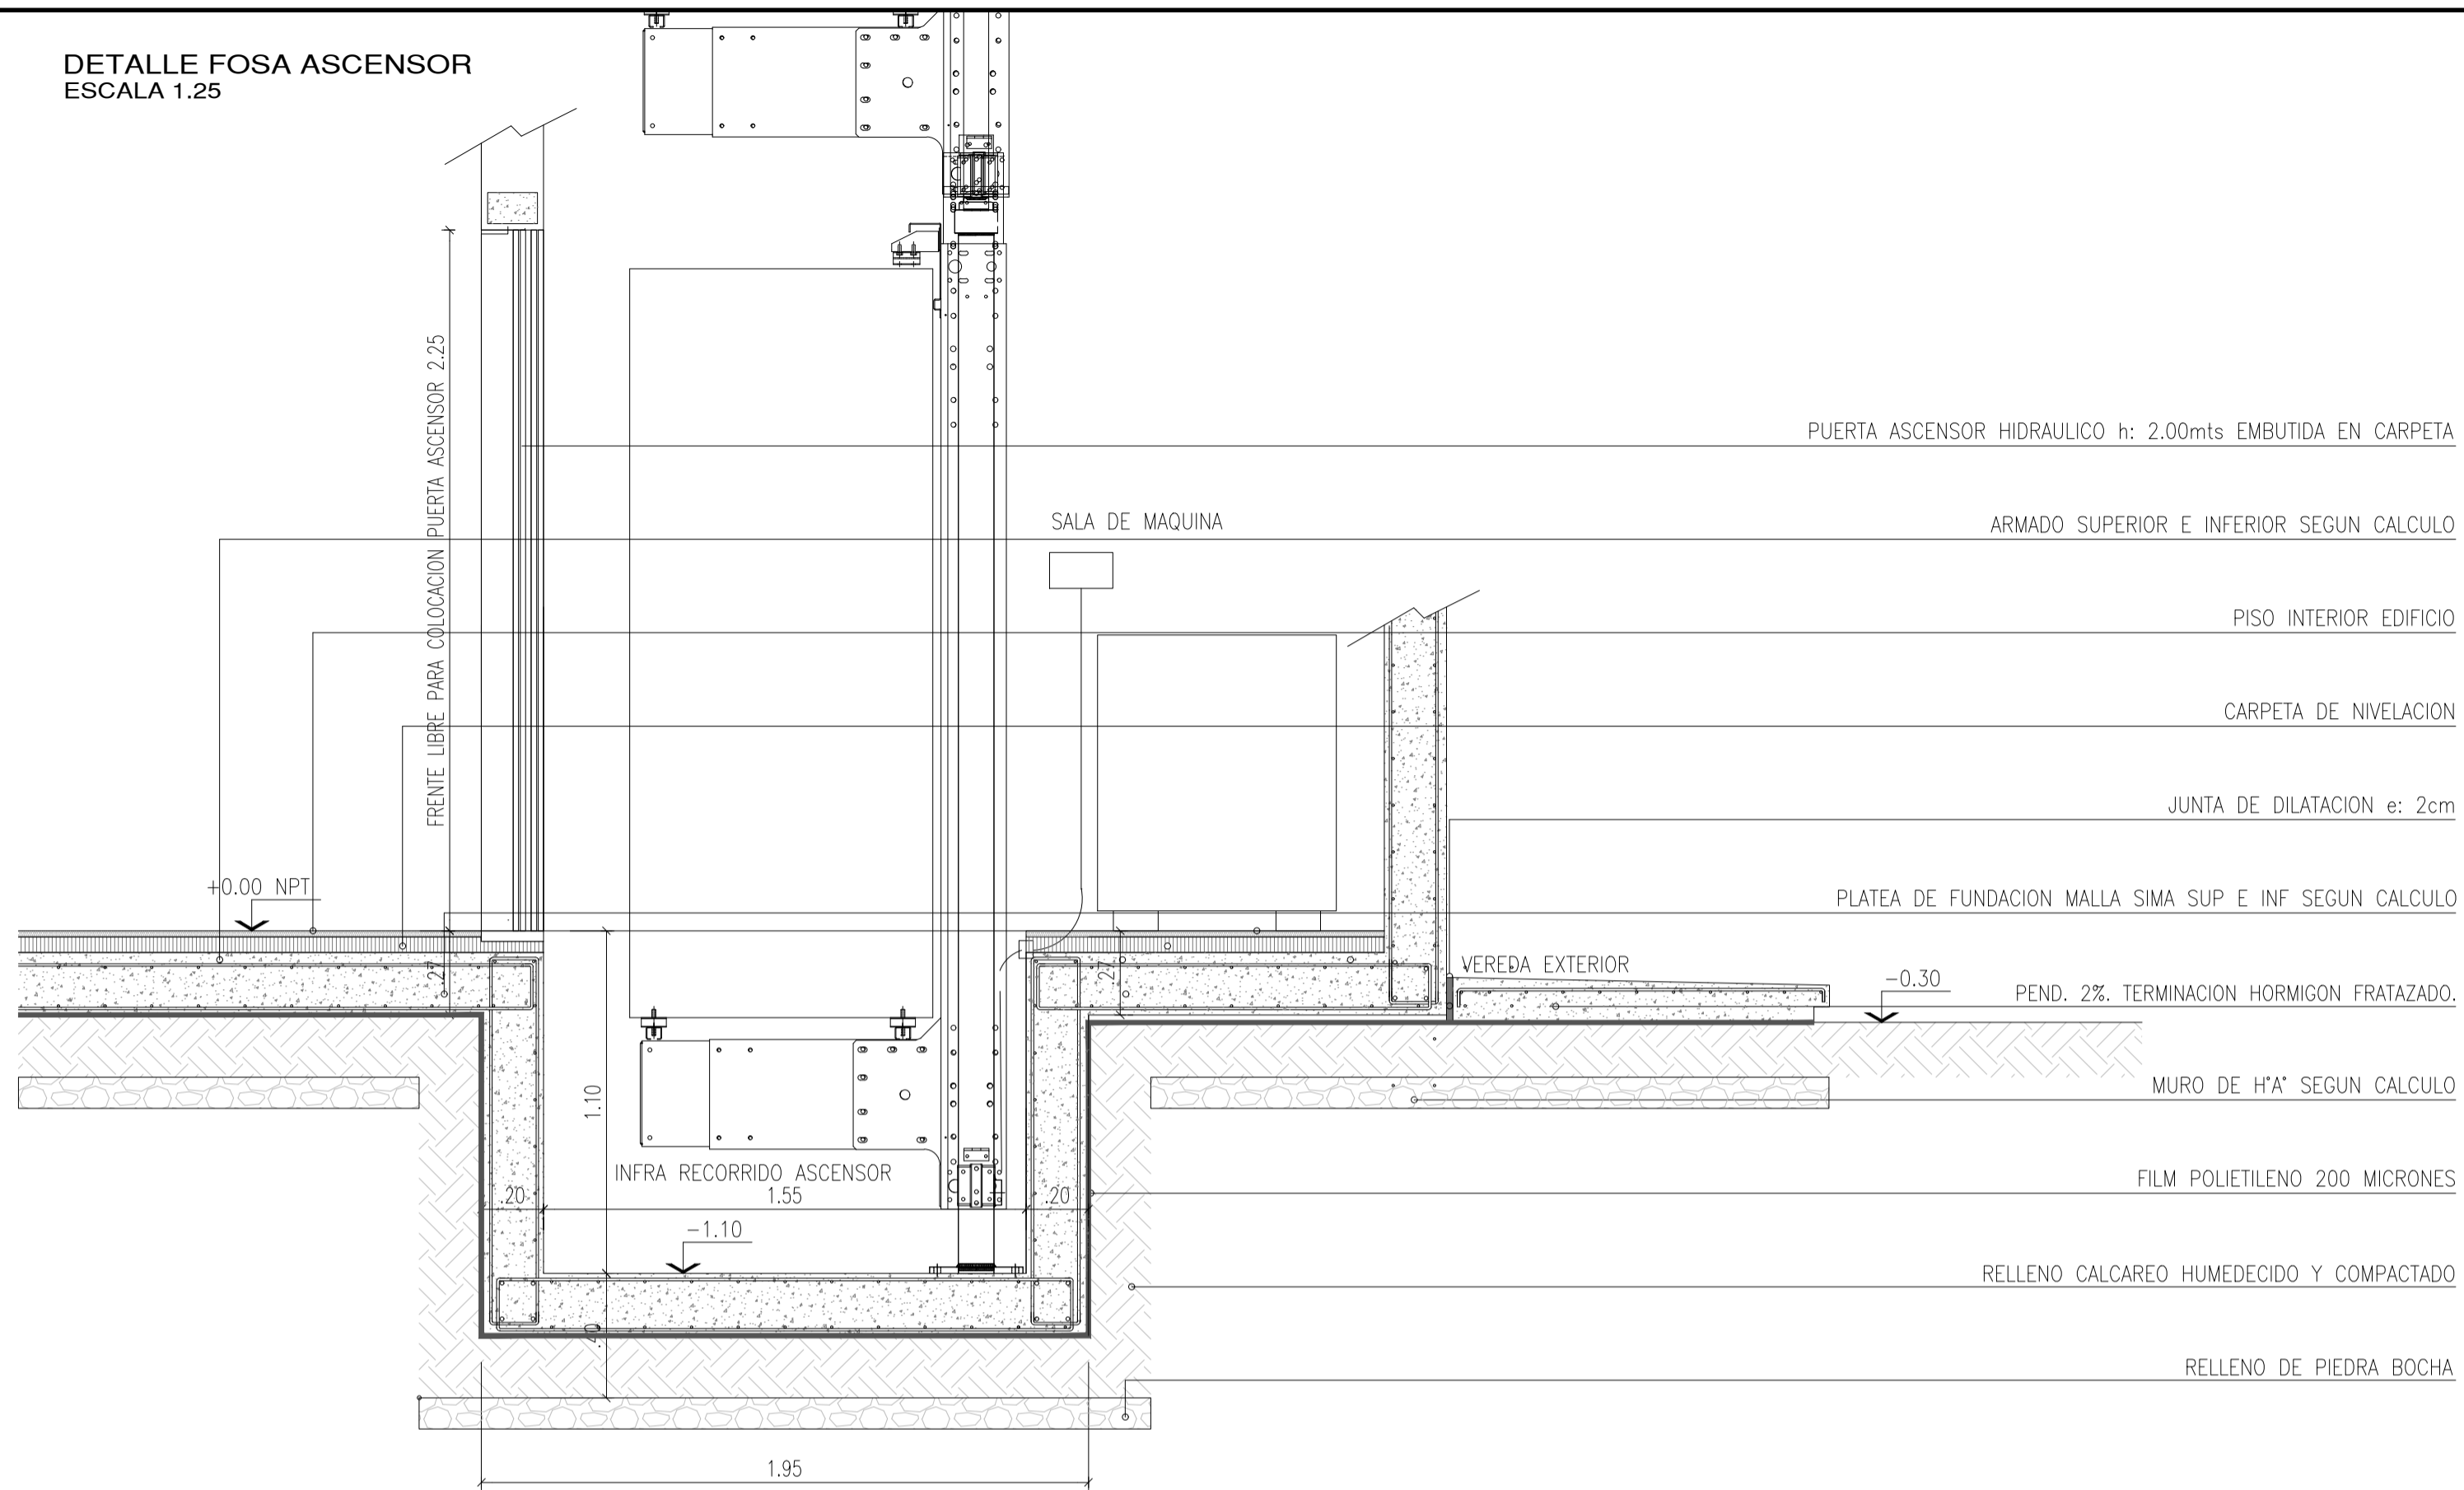 DETALLE FOSA ASCENSOR
ESCALA 1.25
FRENTE LIBRE PARA COLOCACION PUERTA ASCENSOR 2.25
PUERTA ASCENSOR HIDRAULICO h: 2.00mts EMBUTIDA EN CARPETA
SALA DE MAQUINA
ARMADO SUPERIOR E INFERIOR SEGUN CALCULO
PISO INTERIOR EDIFICIO
CARPETA DE NIVELACION
JUNTA DE DILATACION e: 2cm
+0.00 NPT
PLATEA DE FUNDACION MALLA SIMA SUP E INF SEGUN CALCULO
.27
.27
VEREDA EXTERIOR
-0.30
PEND. 2%. TERMINACION HORMIGON FRATAZADO.
1.10
MURO DE H°A° SEGUN CALCULO
INFRA RECORRIDO ASCENSOR
.20
1.55
.20
FILM POLIETILENO 200 MICRONES
-1.10
RELLENO CALCAREO HUMEDECIDO Y COMPACTADO
.40
RELLENO DE PIEDRA BOCHA
1.95